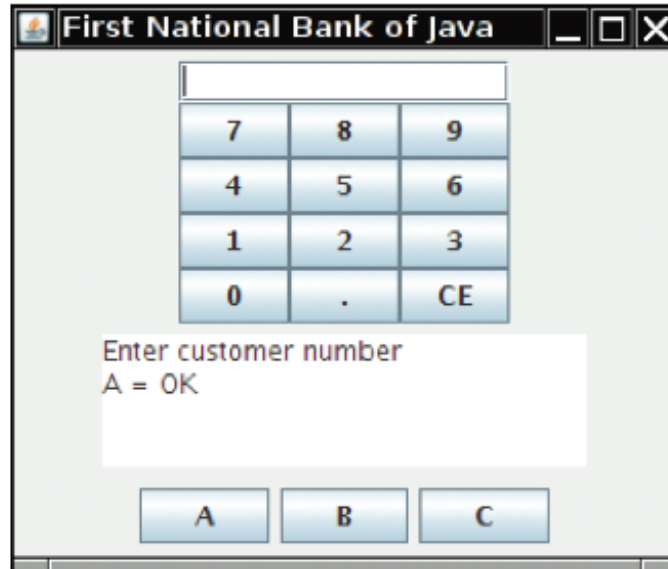 First National Bank of Java
7 8 9
4 5 6
1 2 3
0 . CE
Enter customer number
A = OK
A B C